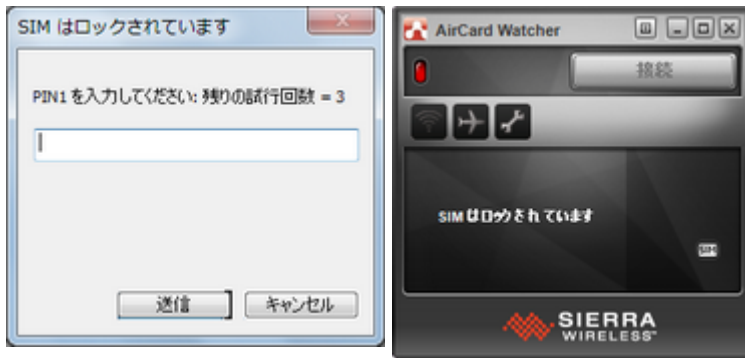 SIM はロックされています
PIN1 を入力してください: 残りの試行回数 = 3
送信
キャンセル
AirCard Watcher
接続
SIM はロックされています
SIM
SIERRA
WIRELESS